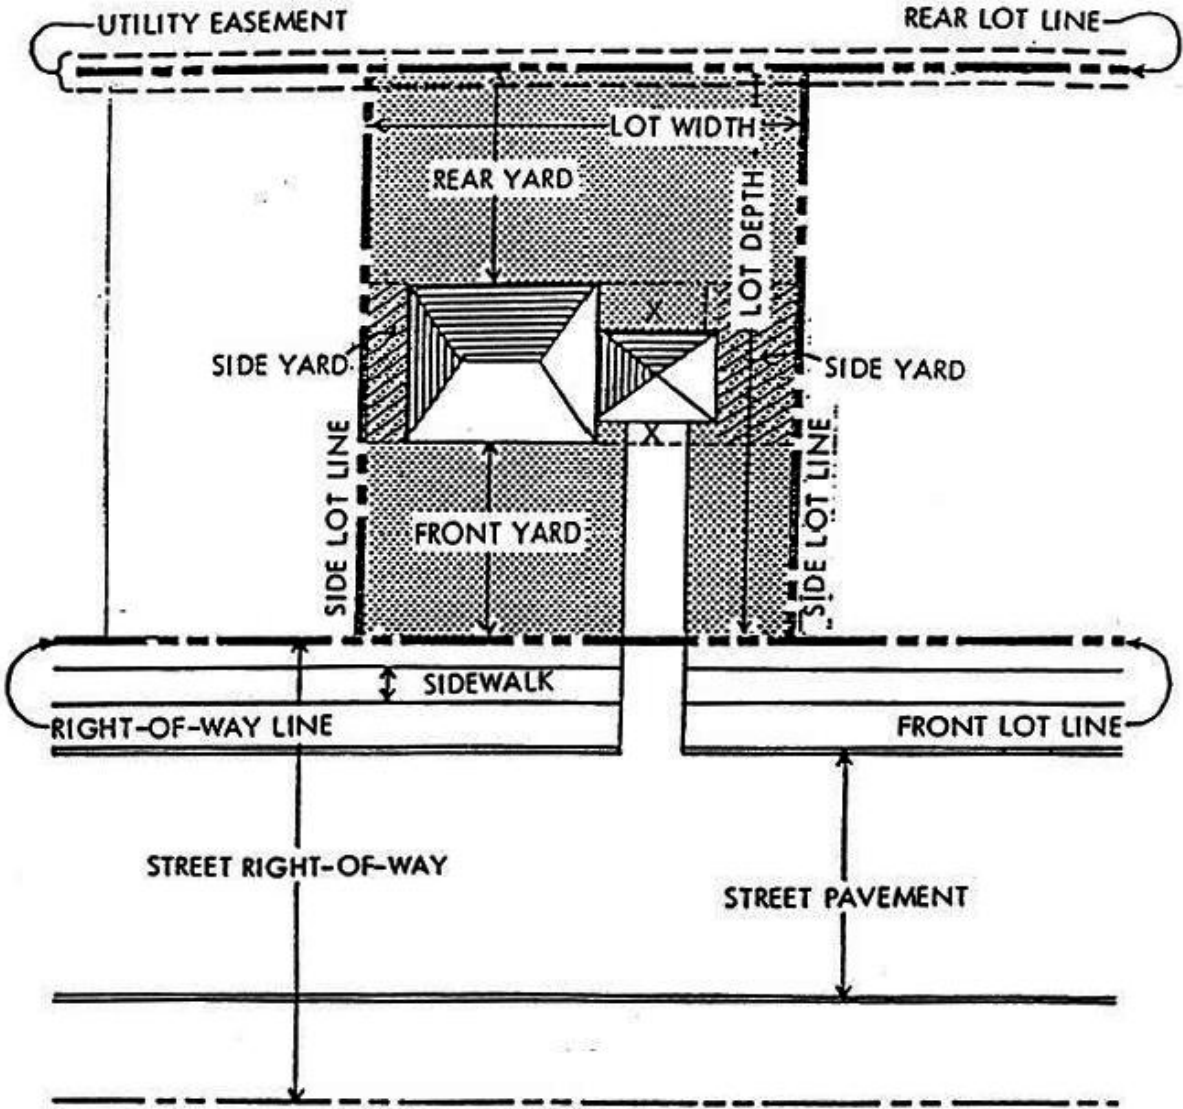 UTILITY EASEMENT
REAR LOT LINE
LOT WIDTH
REAR YARD
LOT DEPTH
X
SIDE YARD
SIDE YARD
X
SIDE LOT LINE
SIDE LOT LINE
FRONT YARD
SIDEWALK
RIGHT-OF-WAY LINE
FRONT LOT LINE
STREET RIGHT-OF-WAY
STREET PAVEMENT